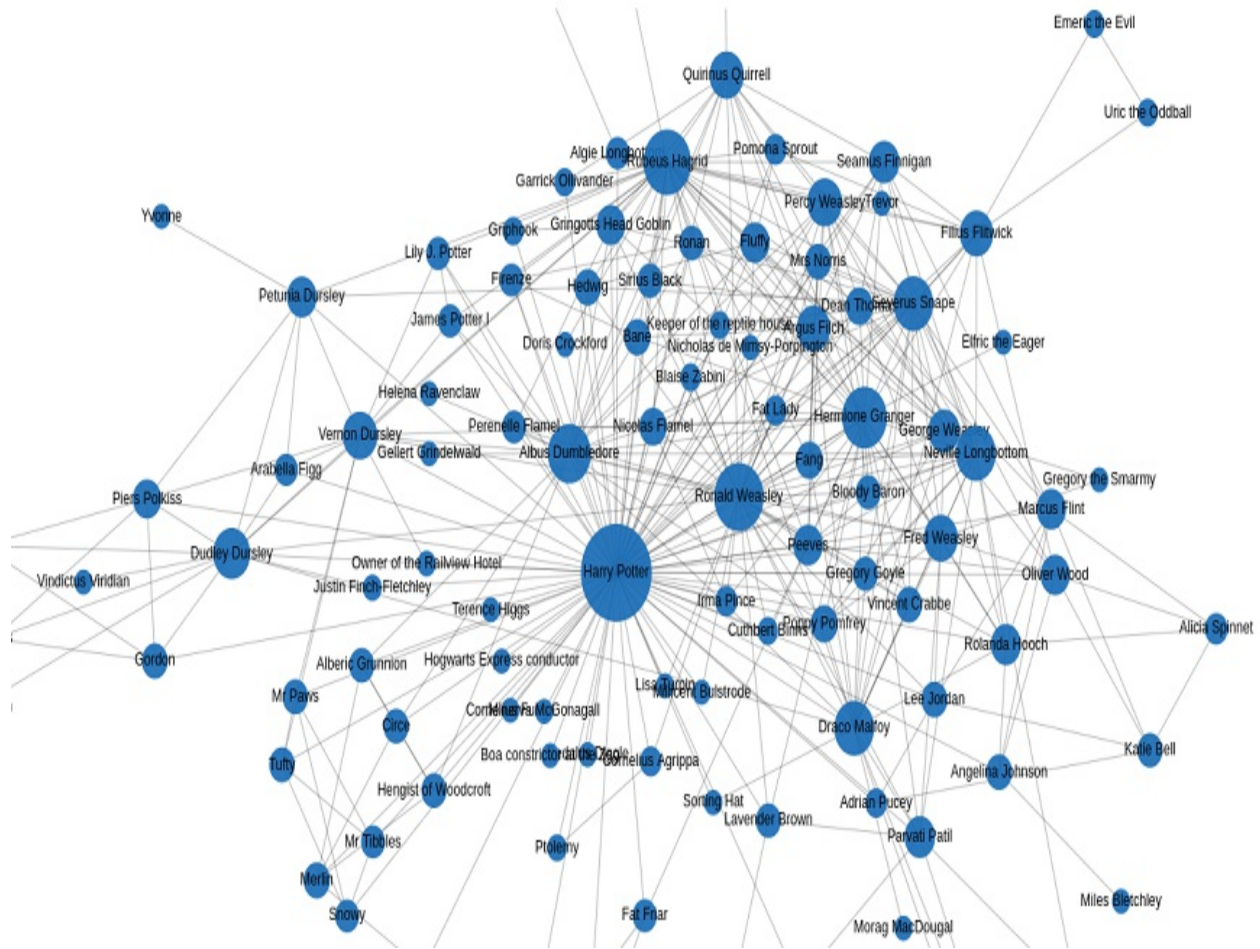 Emeric the Evil
Quirinus Quirrell
Uric the Oddball
Algie
Rubeus Hagrid
Pomona Sprout
Seamus Finnigan
Garrick Ollivander
Percy Weasley
Trevor
Yvonne
Griphook
Gringotts Head Goblin
Ronan
Fluffy
Filius Flitwick
Lily J. Potter
Mrs Norris
Firenze
Hedwig
Sirius Black
Petunia Dursley
Dean Thomas
Severus Snape
James Potter I
Keeper of the reptile house
Argus Filch
Doris Crockford
Bane
Nicholas de Mimsy-Porpington
Elfric the Eager
Blaise Zabini
Helena Ravenclaw
Fat Lady
Hermione Granger
Perenelle Flamel
Nicolas Flamel
George Weasley
Vernon Dursley
Gellert Grindelwald
Albus Dumbledore
Neville Longbottom
Arabella Figg
Fang
Gregory the Smarmy
Piers Polkiss
Ronald Weasley
Bloody Baron
Marcus Flint
Dudley Dursley
Peeves
Fred Weasley
Owner of the Railview Hotel
Harry Potter
Gregory Goyle
Oliver Wood
Vindictus Viridian
Justin Finch-Fletchley
Terence Higgs
Irma Pince
Vincent Crabbe
Cuthbert Binns
Poppy Pomfrey
Alicia Spinnet
Rolanda Hooch
Gordon
Alberic Grunnion
Hogwarts Express conductor
Lisa Turpin
Millicent Bulstrode
Mr Paws
Lee Jordan
Cornelius
McGonagall
Circe
Draco Malfoy
Katie Bell
Boa constrictor at the Zoo
Cornelius Agrippa
Tufty
Angelina Johnson
Hengist of Woodcroft
Sorting Hat
Adrian Pucey
Lavender Brown
Parvati Patil
Mr Tibbles
Ptolemy
Merlin
Miles Bletchley
Snowy
Fat Friar
Morag MacDougal